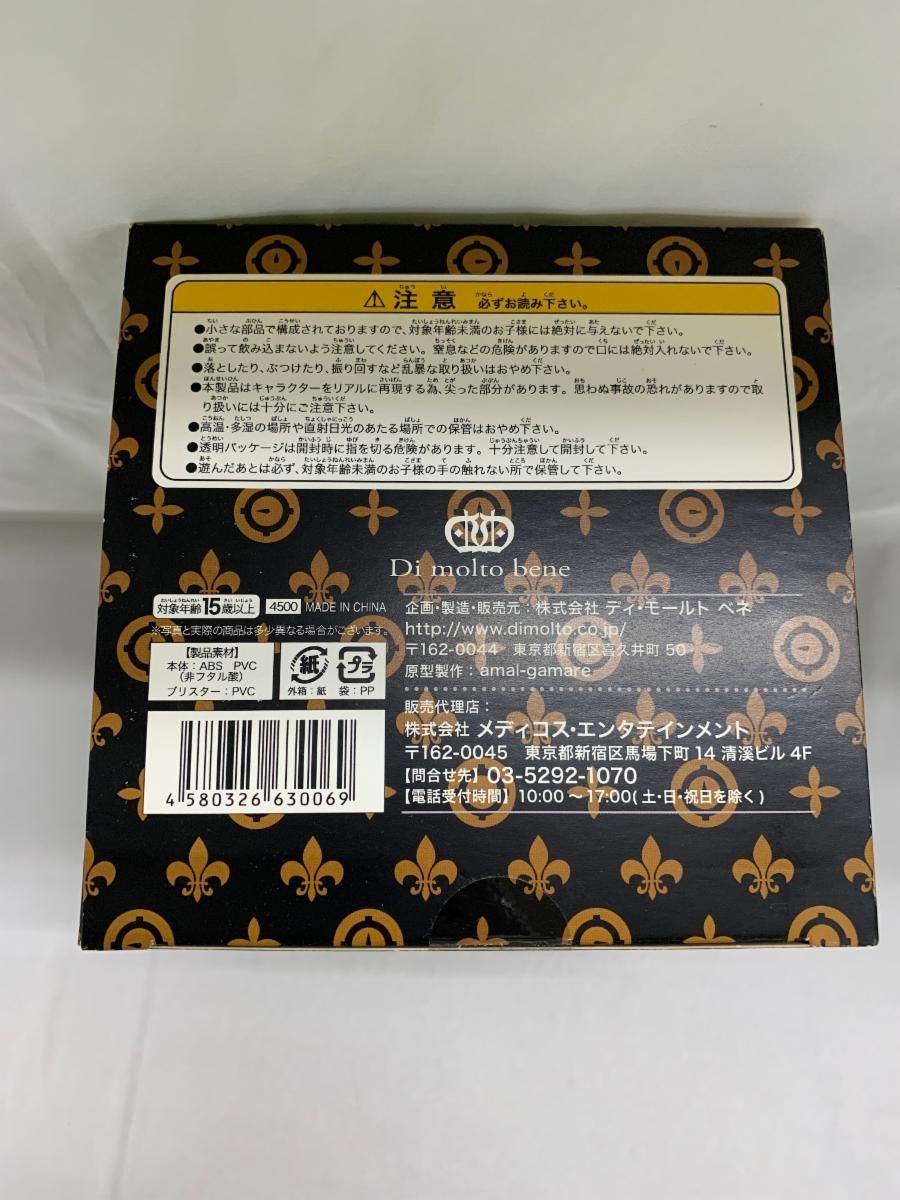 ⚠注意 必ずお読み下さい。
●小さな部品で構成されておりますので、対象年齢未満のお子様には絶対に与えないで下さい。
●誤って飲み込まないよう注意してください。窒息などの危険がありますので口には絶対入れないで下さい。
●落としたり、ぶつけたり、振り回すなど乱暴な取り扱いはおやめ下さい。
●本製品はキャラクターをリアルに再現する為、尖った部分があります。思わぬ事故の恐れがありますので取
り扱いには十分にご注意下さい。
●高温・多湿の場所や直射日光のあたる場所での保管はおやめ下さい。
●透明パッケージは開封時に指を切る危険があります。十分注意して開封して下さい。
●遊んだあとは必ず、対象年齢未満のお子様の手の触れない所で保管して下さい。
Di molto bene
対象年齢15歳以上 4500 MADE IN CHINA
※写真と実際の商品は多少異なる場合がございます。
【製品素材】
本体：ABS PVC
(非フタル酸)
ブリスター：PVC
紙 プラ
外箱：紙 袋：PP
4 580326 630069
企画・製造・販売元：株式会社 ディ・モールト ベネ
http://www.dimolto.co.jp/
〒162-0044 東京都新宿区喜久井町 50
原型製作：amal-gamare
販売代理店：
株式会社 メディコス・エンタテインメント
〒162-0045 東京都新宿区馬場下町 14 清溪ビル 4F
【問合せ先】 03-5292-1070
【電話受付時間】 10:00～17:00(土・日・祝日を除く)